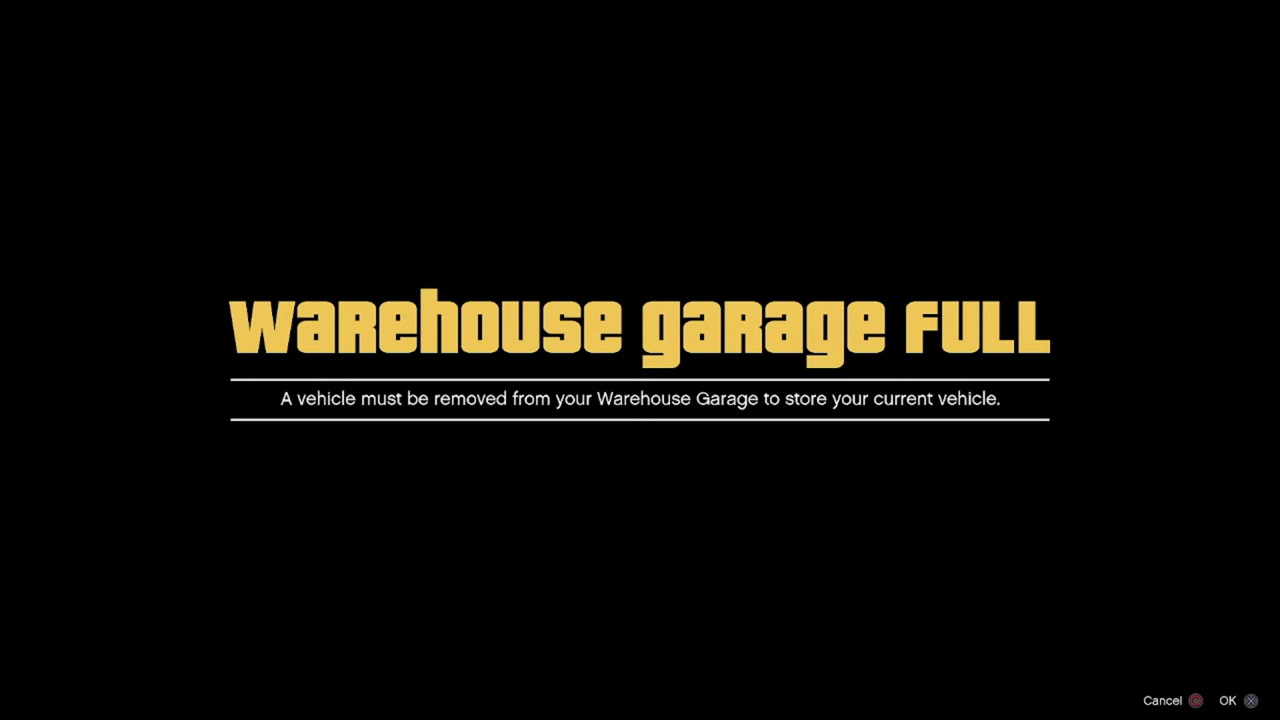 warehouse garage full
A vehicle must be removed from your Warehouse Garage to store your current vehicle.
Cancel OK